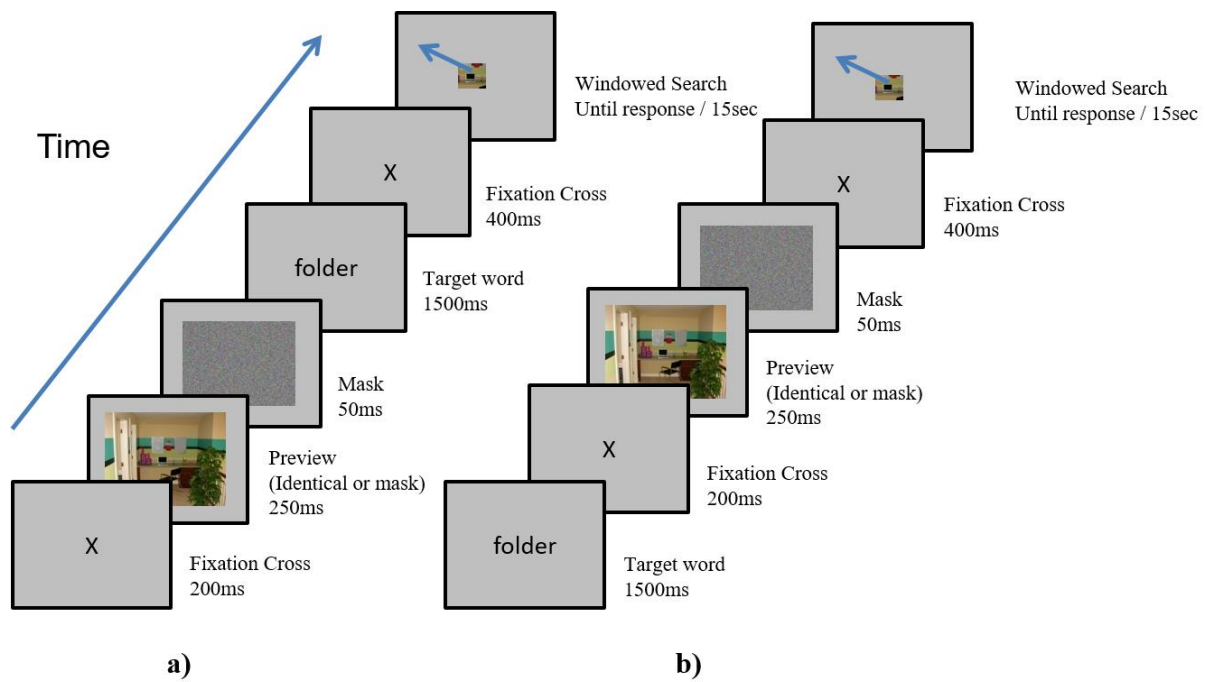 Time
X
Windowed Search
Until response / 15sec
X
Fixation Cross
400ms
folder
Target word
1500ms
Mask
50ms
Preview
(Identical or mask)
250ms
X
Fixation Cross
200ms
a)
Windowed Search
Until response / 15sec
X
Fixation Cross
400ms
Mask
50ms
Preview
(Identical or mask)
250ms
X
Fixation Cross
200ms
folder
Target word
1500ms
b)